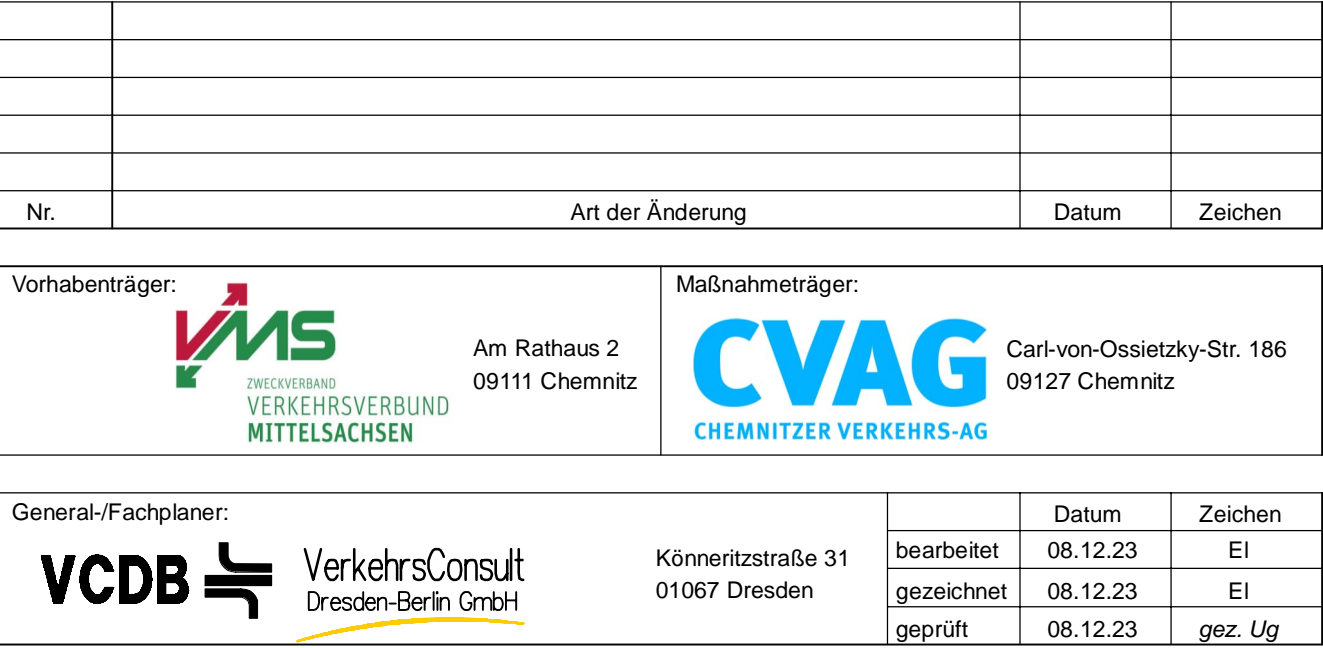 Nr. Art der Änderung Datum Zeichen
Vorhabenträger:
VMS
ZWECKVERBAND
VERKEHRSVERBUND
MITTELSACHSEN
Am Rathaus 2
09111 Chemnitz
Maßnahmeträger:
CVAG
CHEMNITZER VERKEHRS-AG
Carl-von-Ossietzky-Str. 186
09127 Chemnitz
General-/Fachplaner:
VCDB
VerkehrsConsult
Dresden-Berlin GmbH
Könneritzstraße 31
01067 Dresden
Datum Zeichen
bearbeitet 08.12.23 El
gezeichnet 08.12.23 El
geprüft 08.12.23 gez. Ug